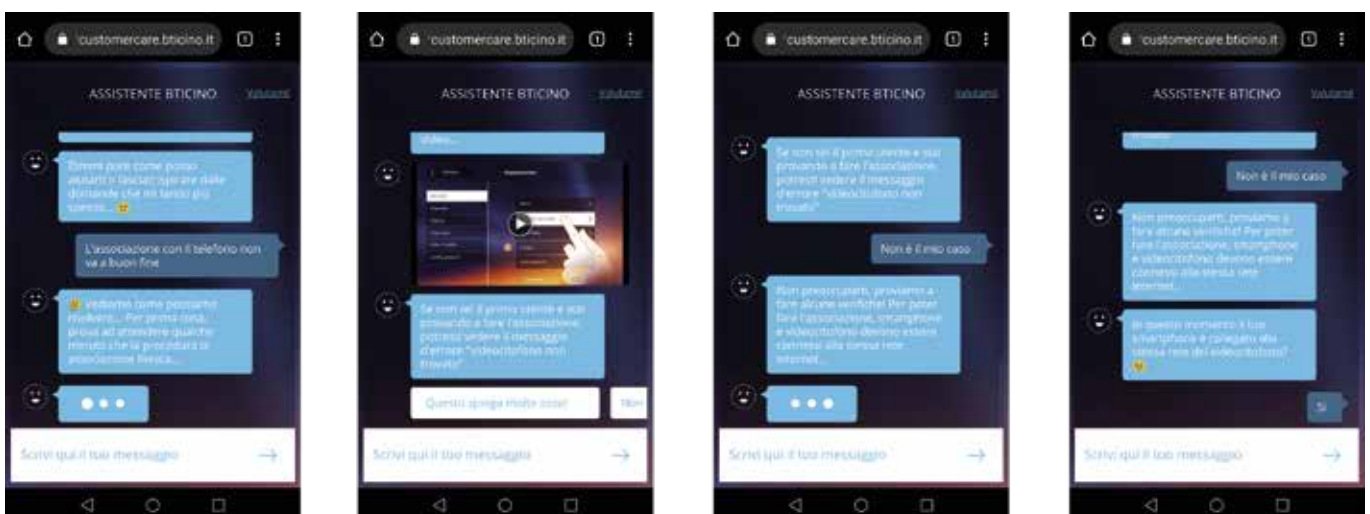 customercare.bticino.it
1
ASSISTENTE BTICINO
Valutami
Dimmi pure come posso
aiutarti o lasciati ispirare dalle
domande che mi fanno più
spesso...
L'associazione con il telefono non
va a buon fine
Vediamo come possiamo
risolvere... Per prima cosa,
prova ad attendere qualche
minuto che la procedura di
associazione finisca...
Scrivi qui il tuo messaggio
customercare.bticino.it
1
ASSISTENTE BTICINO
Valutami
video...
Se non sei il primo utente e stai
provando a fare l'associazione,
potresti vedere il messaggio
d'errore "videocitofono non
trovato"
Questo spiega molte cose!
Non
Scrivi qui il tuo messaggio
customercare.bticino.it
1
ASSISTENTE BTICINO
Valutami
Se non sei il primo utente e stai
provando a fare l'associazione,
potresti vedere il messaggio
d'errore "videocitofono non
trovato"
Non è il mio caso
Non preoccuparti, proviamo a
fare alcune verifiche! Per poter
fare l'associazione, smartphone
e videocitofono devono essere
connessi alla stessa rete
internet...
Scrivi qui il tuo messaggio
customercare.bticino.it
1
ASSISTENTE BTICINO
Valutami
Non è il mio caso
Non preoccuparti, proviamo a
fare alcune verifiche! Per poter
fare l'associazione, smartphone
e videocitofono devono essere
connessi alla stessa rete
internet...
In questo momento il tuo
smartphone è collegato alla
stessa rete del videocitofono?
Si
Scrivi qui il tuo messaggio